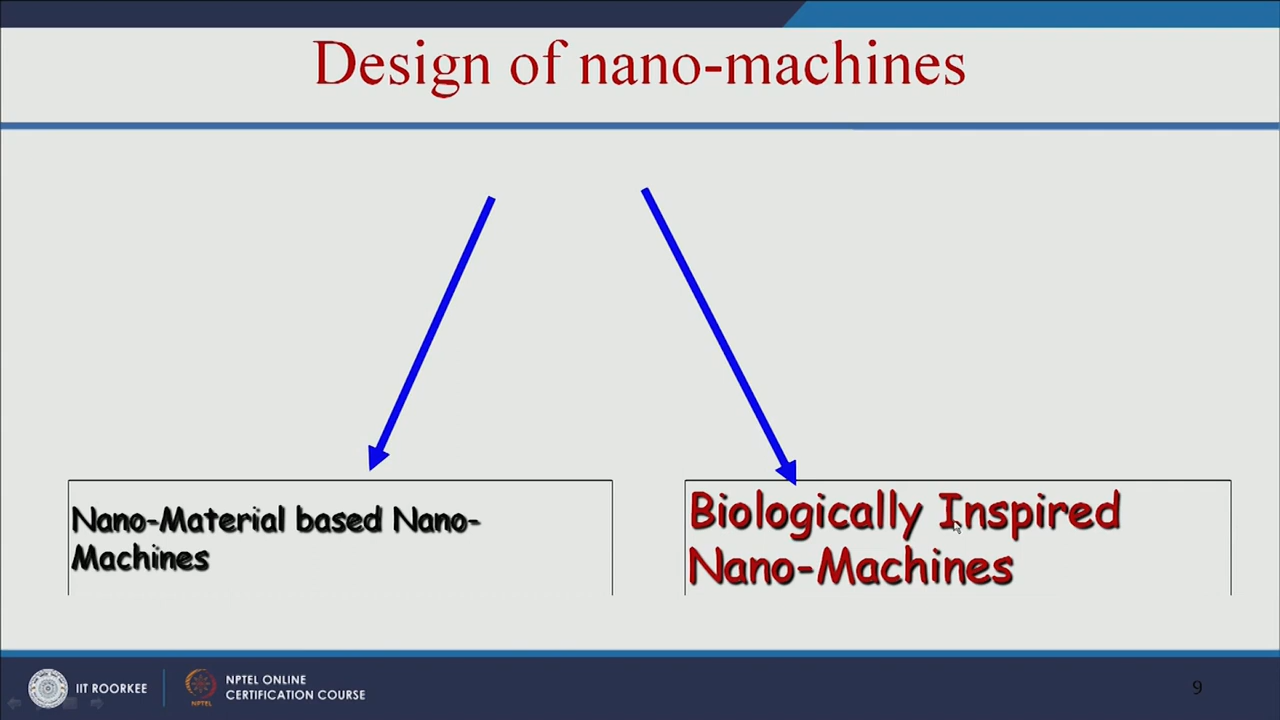 Design of nano-machines
Nano-Material based Nano-
Machines
Biologically Inspired
Nano-Machines
IIT ROORKEE
NPTEL
NPTEL ONLINE
CERTIFICATION COURSE
9